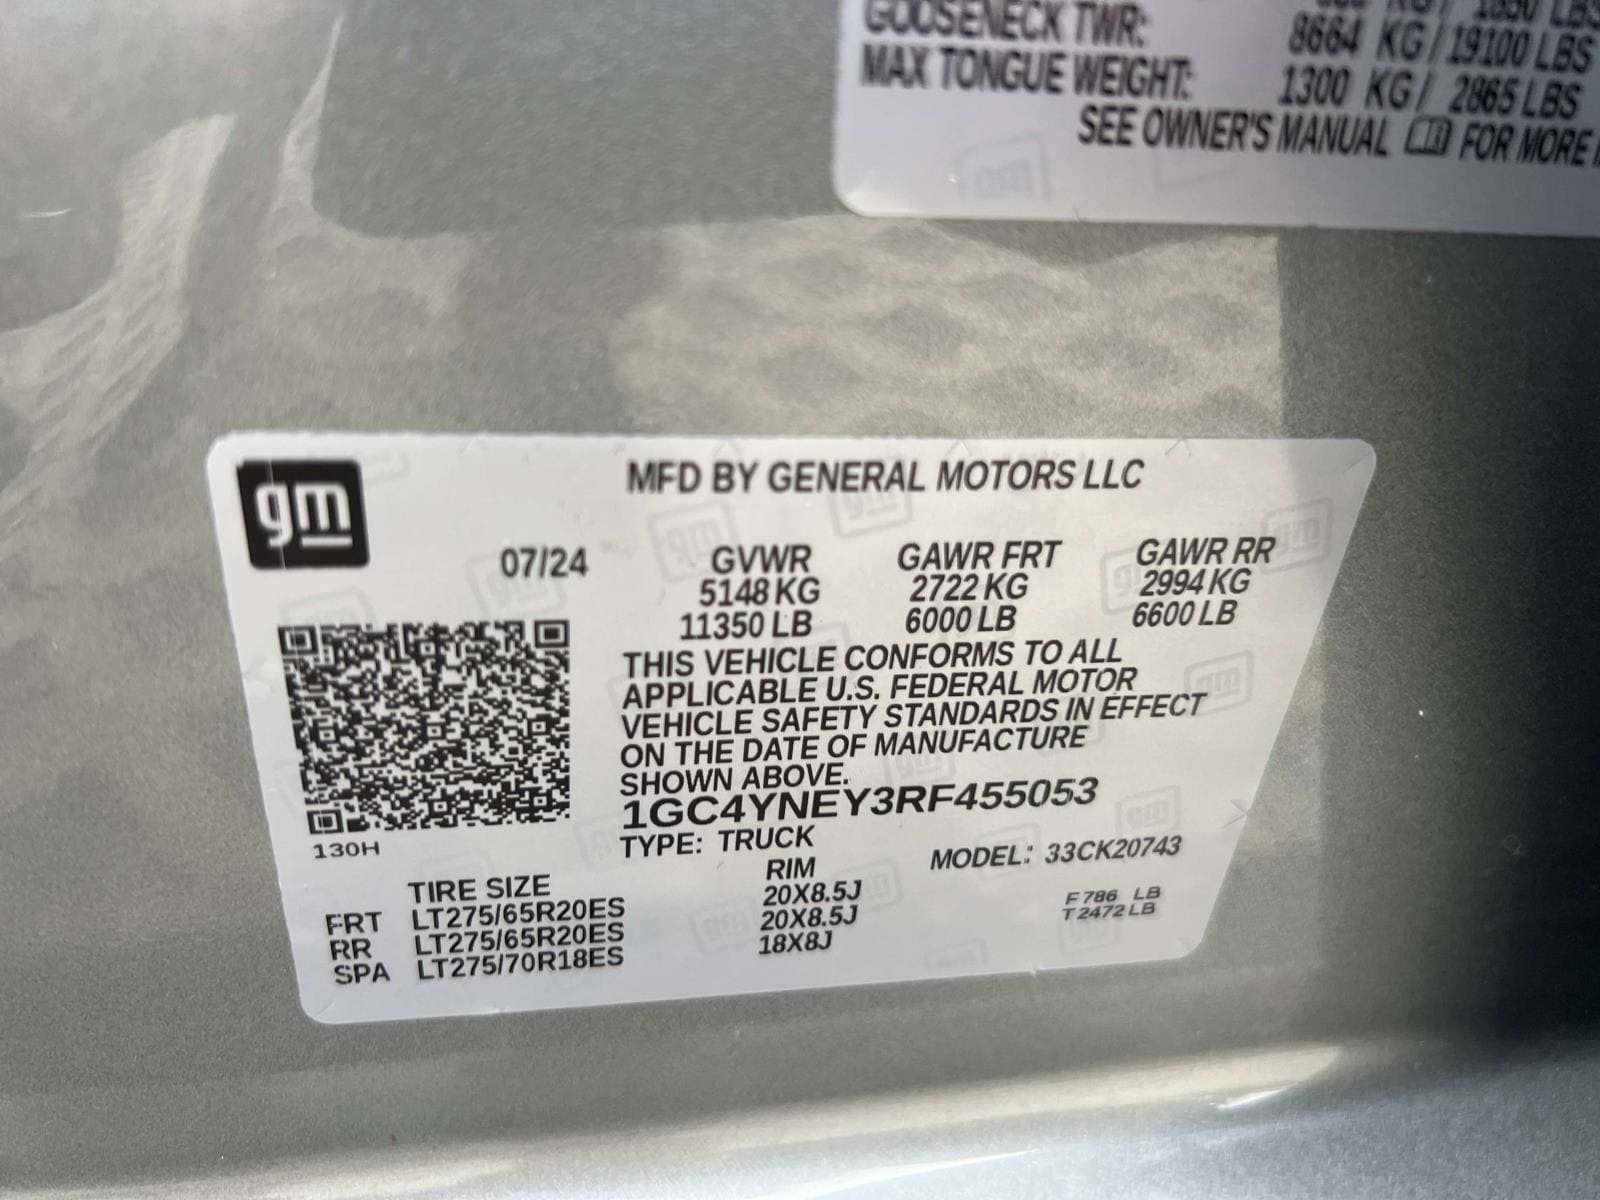 GOOSENECK TWR: 8664 KG/19100 LBS
MAX TONGUE WEIGHT: 1300 KG/ 2865 LBS
SEE OWNER'S MANUAL FOR MORE
gm
MFD BY GENERAL MOTORS LLC
07/24 GVWR GAWR FRT GAWR RR
5148 KG 2722 KG 2994 KG
11350 LB 6000 LB 6600 LB
THIS VEHICLE CONFORMS TO ALL
APPLICABLE U.S. FEDERAL MOTOR
VEHICLE SAFETY STANDARDS IN EFFECT
ON THE DATE OF MANUFACTURE
SHOWN ABOVE.
1GC4YNEY3RF455053
130H
TYPE: TRUCK
MODEL: 33CK20743
TIRE SIZE RIM
FRT LT275/65R20ES 20X8.5J
RR LT275/65R20ES 20X8.5J
SPA LT275/70R18ES 18X8J
F 786 LB
T 2472 LB